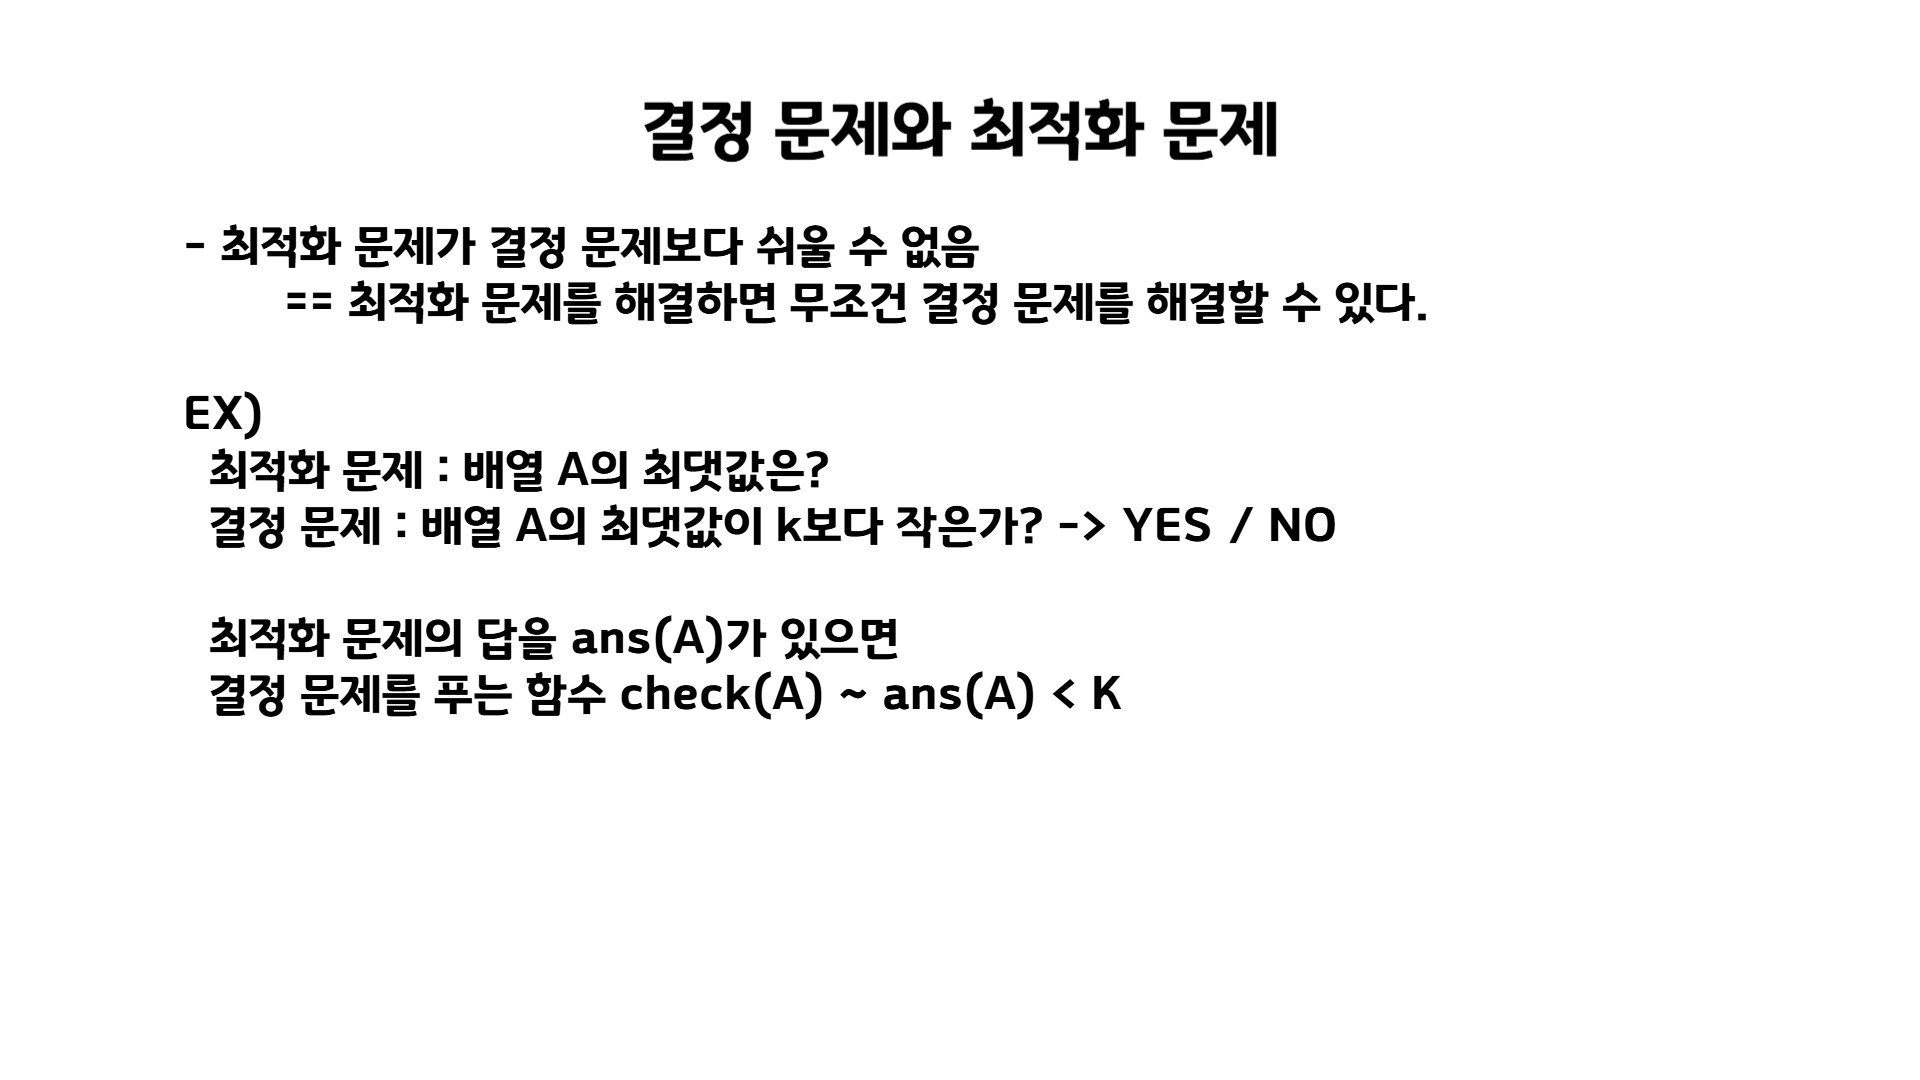 결정 문제와 최적화 문제
- 최적화 문제가 결정 문제보다 쉬울 수 없음
== 최적화 문제를 해결하면 무조건 결정 문제를 해결할 수 있다.
EX)
최적화 문제 : 배열 A의 최댓값은?
결정 문제 : 배열 A의 최댓값이 k보다 작은가? -> YES / NO
최적화 문제의 답을 ans(A)가 있으면
결정 문제를 푸는 함수 check(A) ~ ans(A) < K